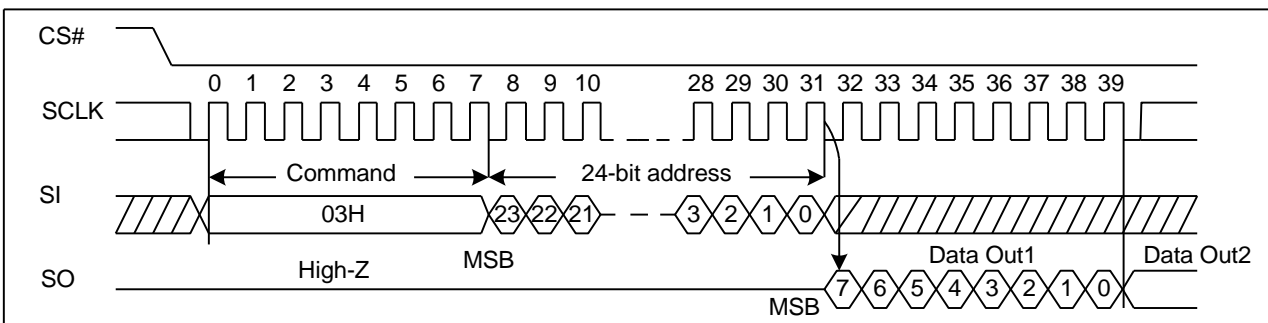 CS#
0 1 2 3 4 5 6 7 8 9 10 28 29 30 31 32 33 34 35 36 37 38 39
SCLK
Command 24-bit address
SI
03H 23 22 21 3 2 1 0
High-Z MSB Data Out1 Data Out2
SO
MSB 7 6 5 4 3 2 1 0